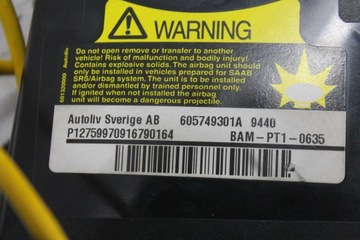 WARNING
Autoliv
Do not open remove or transfer to another
vehicle! Risk of malfunction and bodily injury!
Contains explosive solids. The airbag unit should
only be installed in vehicles prepared for SAAB
SRS/Airbag system. The unit is to be installed
and/or dismantled by trained personnel only.
If ignited when not installed the airbag
unit will become a dangerous projectile.
601320000
Autoliv Sverige AB 605749301A 9440
P12759970916790164 BAM-PT1-0635